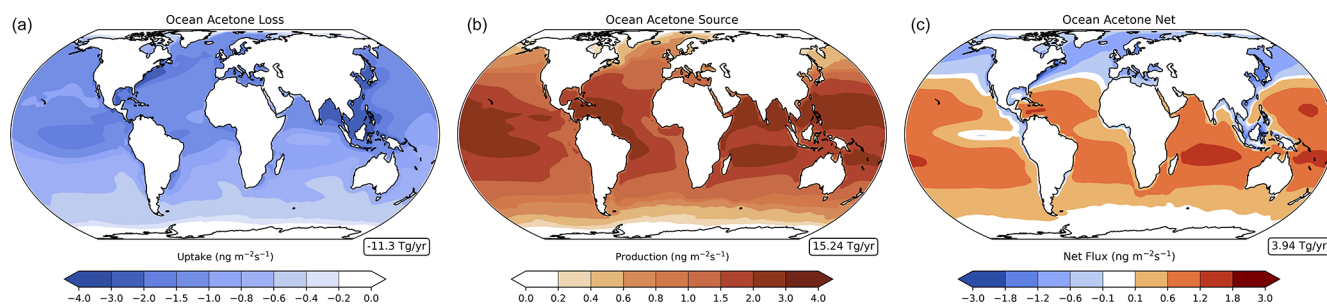 (a)
Ocean Acetone Loss
-11.3 Tg/yr
Uptake (ng m⁻²s⁻¹)
−4.0 −3.0 −2.0 −1.5 −1.0 −0.8 −0.6 −0.4 −0.2 0.0
(b)
Ocean Acetone Source
15.24 Tg/yr
Production (ng m⁻²s⁻¹)
0.0 0.2 0.4 0.6 0.8 1.0 1.5 2.0 3.0 4.0
(c)
Ocean Acetone Net
3.94 Tg/yr
Net Flux (ng m⁻²s⁻¹)
−3.0 −1.8 −1.2 −0.6 −0.1 0.1 0.6 1.2 1.8 3.0